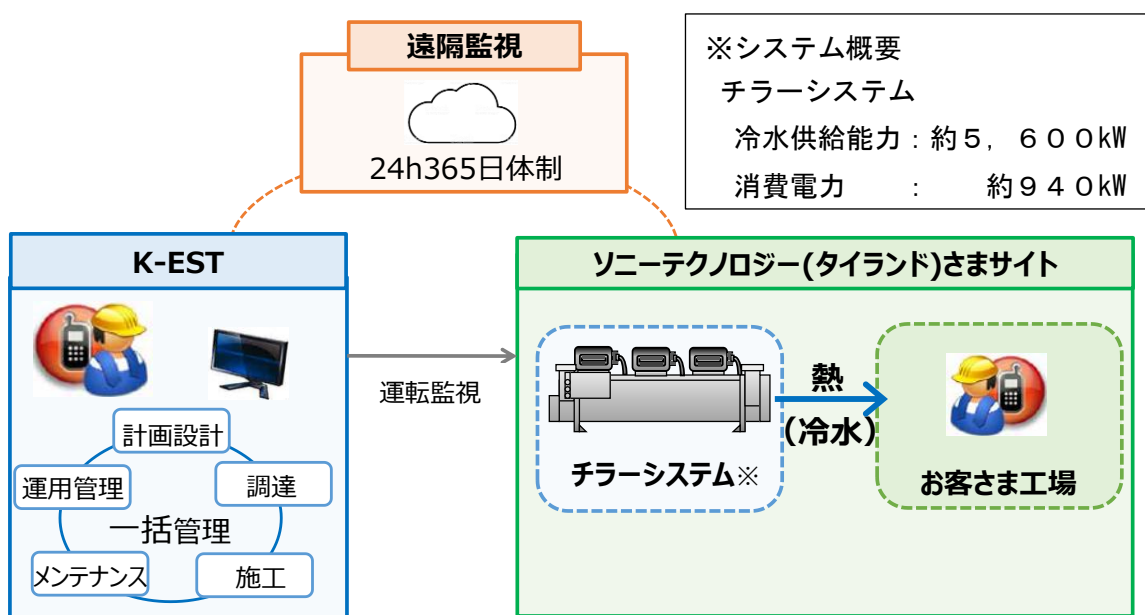 遠隔監視
24h365日体制
※システム概要
チラーシステム
冷水供給能力：約５，６００㎾
消費電力　　：　　約９４０㎾
K-EST
計画設計
運用管理
調達
一括管理
メンテナンス
施工
運転監視
ソニーテクノロジー(タイランド)さまサイト
チラーシステム※
熱
(冷水)
お客さま工場